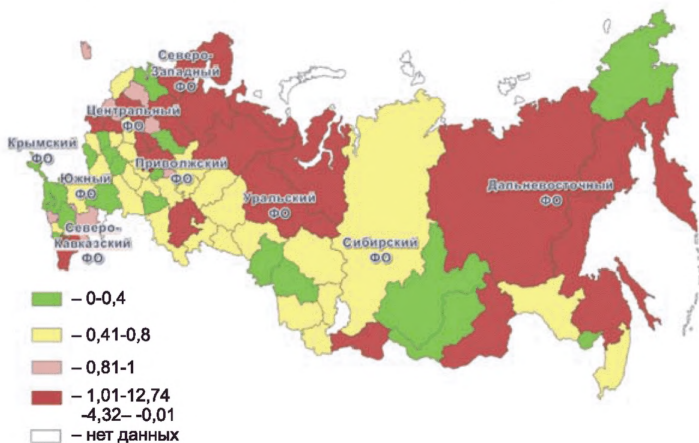 Северо-
Западный
ФО
Центральный
ФО
Крымский
ФО
Приволжский
ФО
Южный
ФО
Уральский
ФО
Дальневосточный
ФО
Северо-
Кавказский
ФО
Сибирский
ФО
– 0-0,4
– 0,41-0,8
– 0,81-1
– 1,01-12,74
-4,32– -0,01
– нет данных